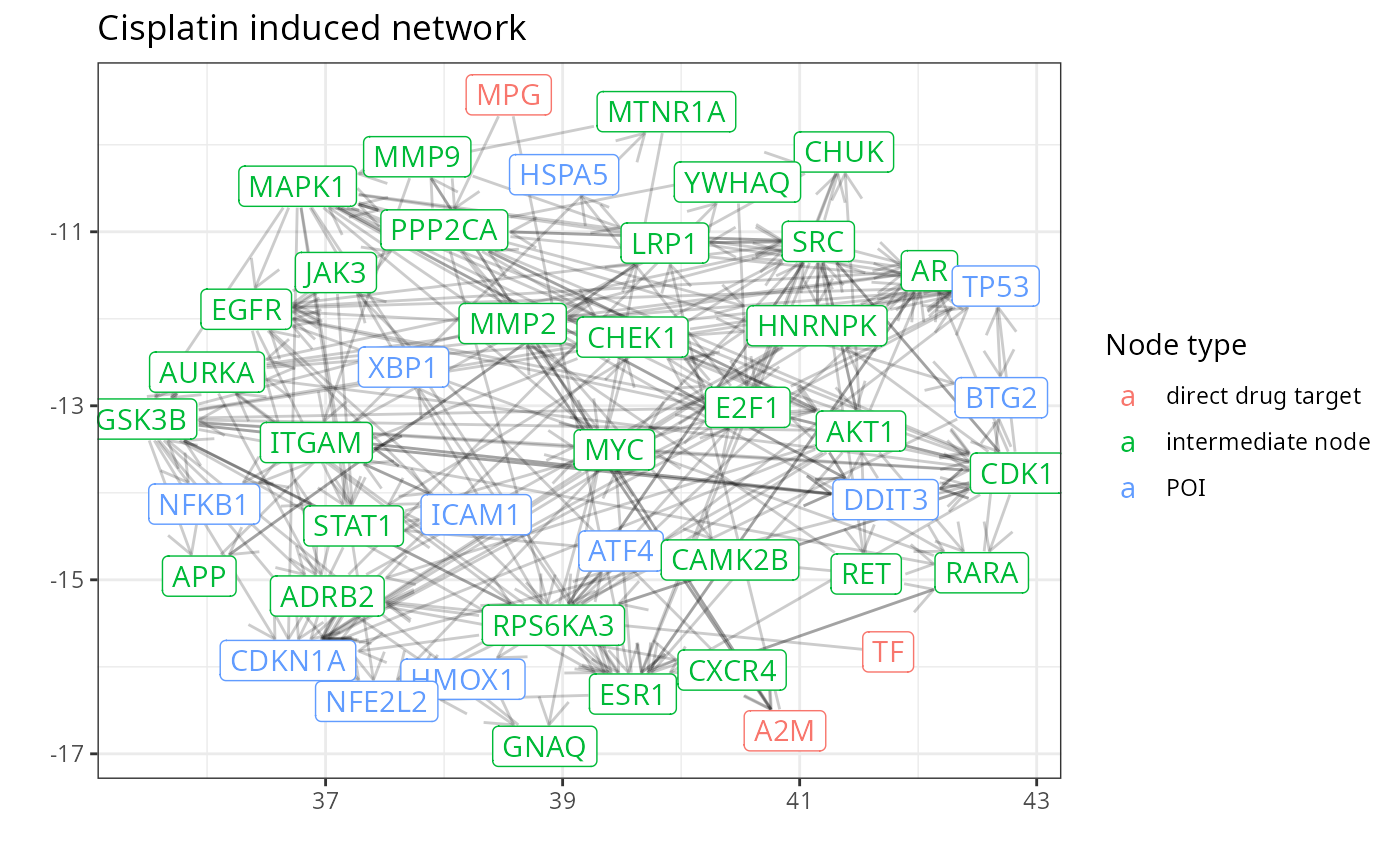 Cisplatin induced network
MPG
MTNR1A
MMP9
CHUK
HSPA5
YWHAQ
MAPK1
PPP2CA
LRP1
SRC
JAK3
AR
TP53
EGFR
MMP2
CHEK1
HNRNPK
XBP1
AURKA
BTG2
E2F1
GSK3B
AKT1
ITGAM
MYC
CDK1
NFKB1
DDIT3
ICAM1
STAT1
ATF4
CAMK2B
APP
RET
RARA
ADRB2
RPS6KA3
TF
CDKN1A
CXCR4
HMOX1
NFE2L2
ESR1
A2M
GNAQ
-11
-13
-15
-17
37
39
41
43
Node type
a direct drug target
a intermediate node
a POI